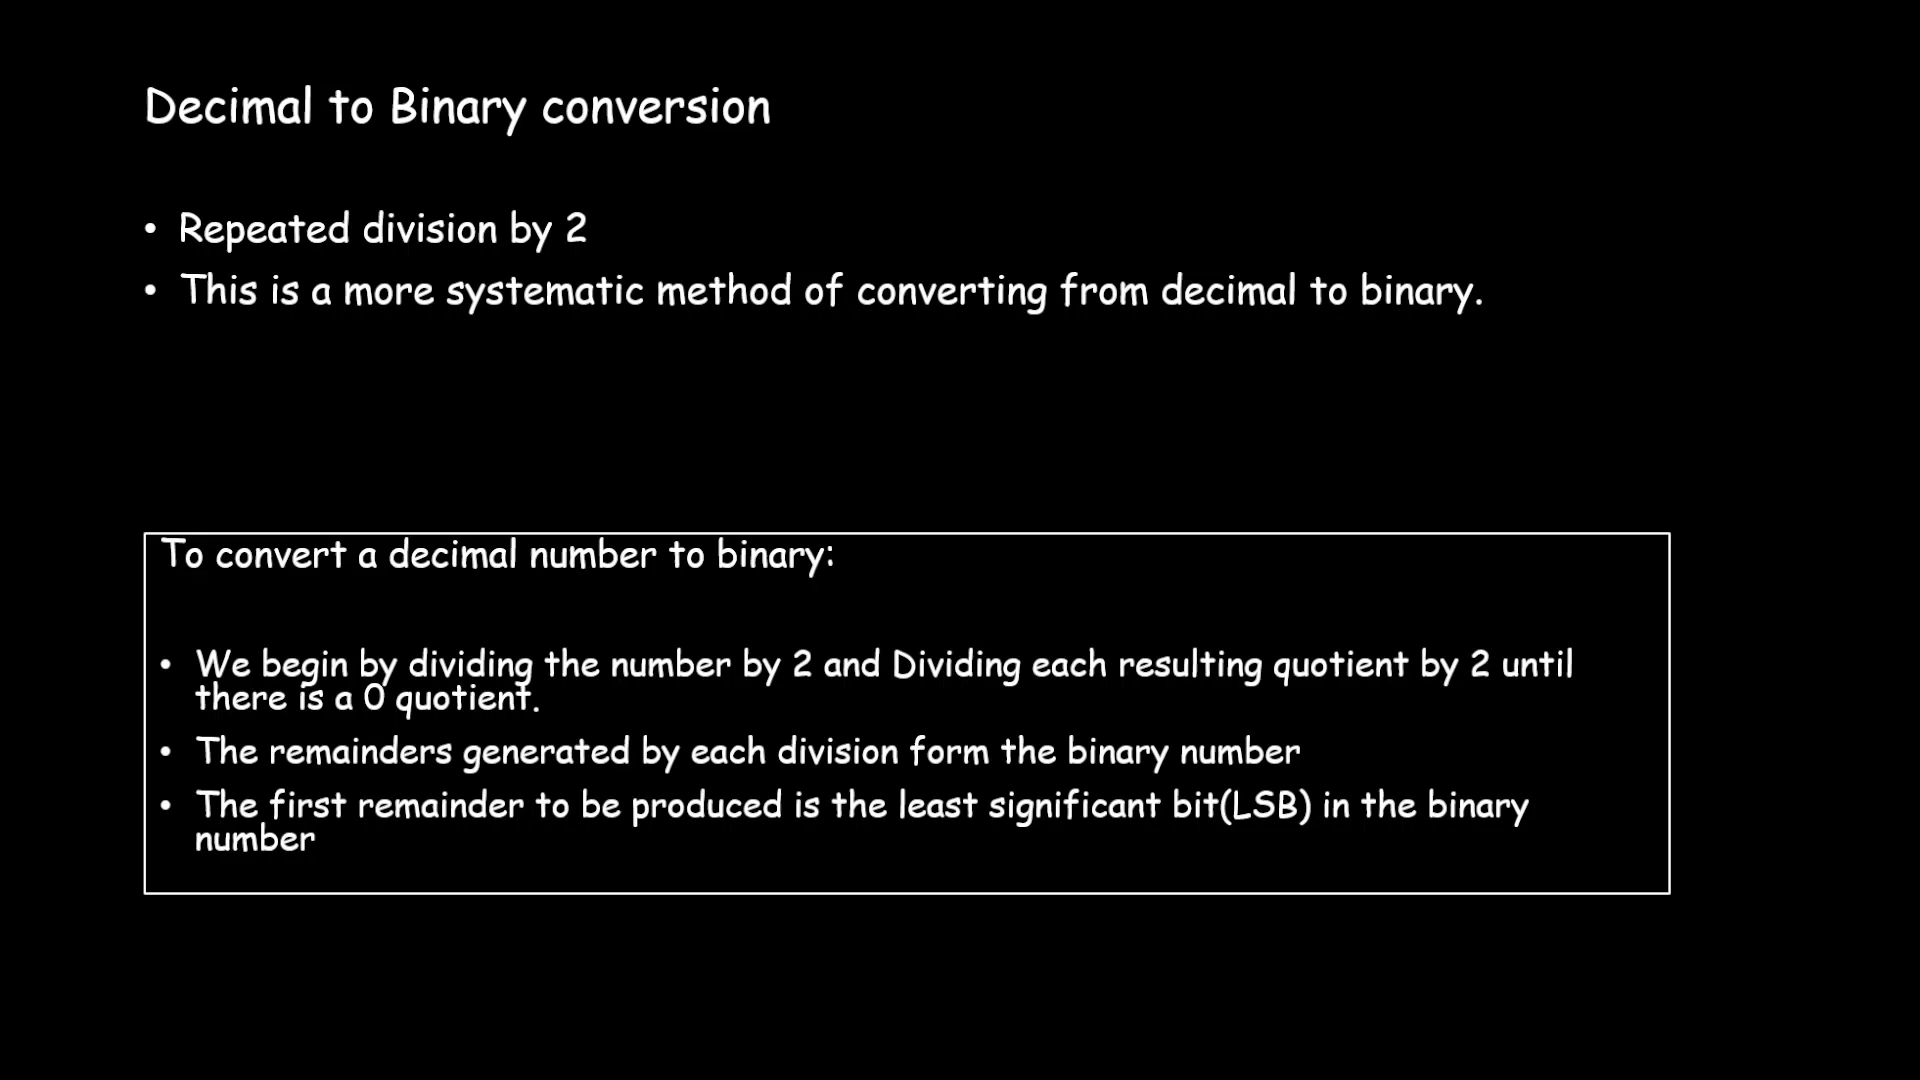 Decimal to Binary conversion
• Repeated division by 2
• This is a more systematic method of converting from decimal to binary.
To convert a decimal number to binary:
• We begin by dividing the number by 2 and Dividing each resulting quotient by 2 until
there is a 0 quotient.
• The remainders generated by each division form the binary number
• The first remainder to be produced is the least significant bit(LSB) in the binary
number